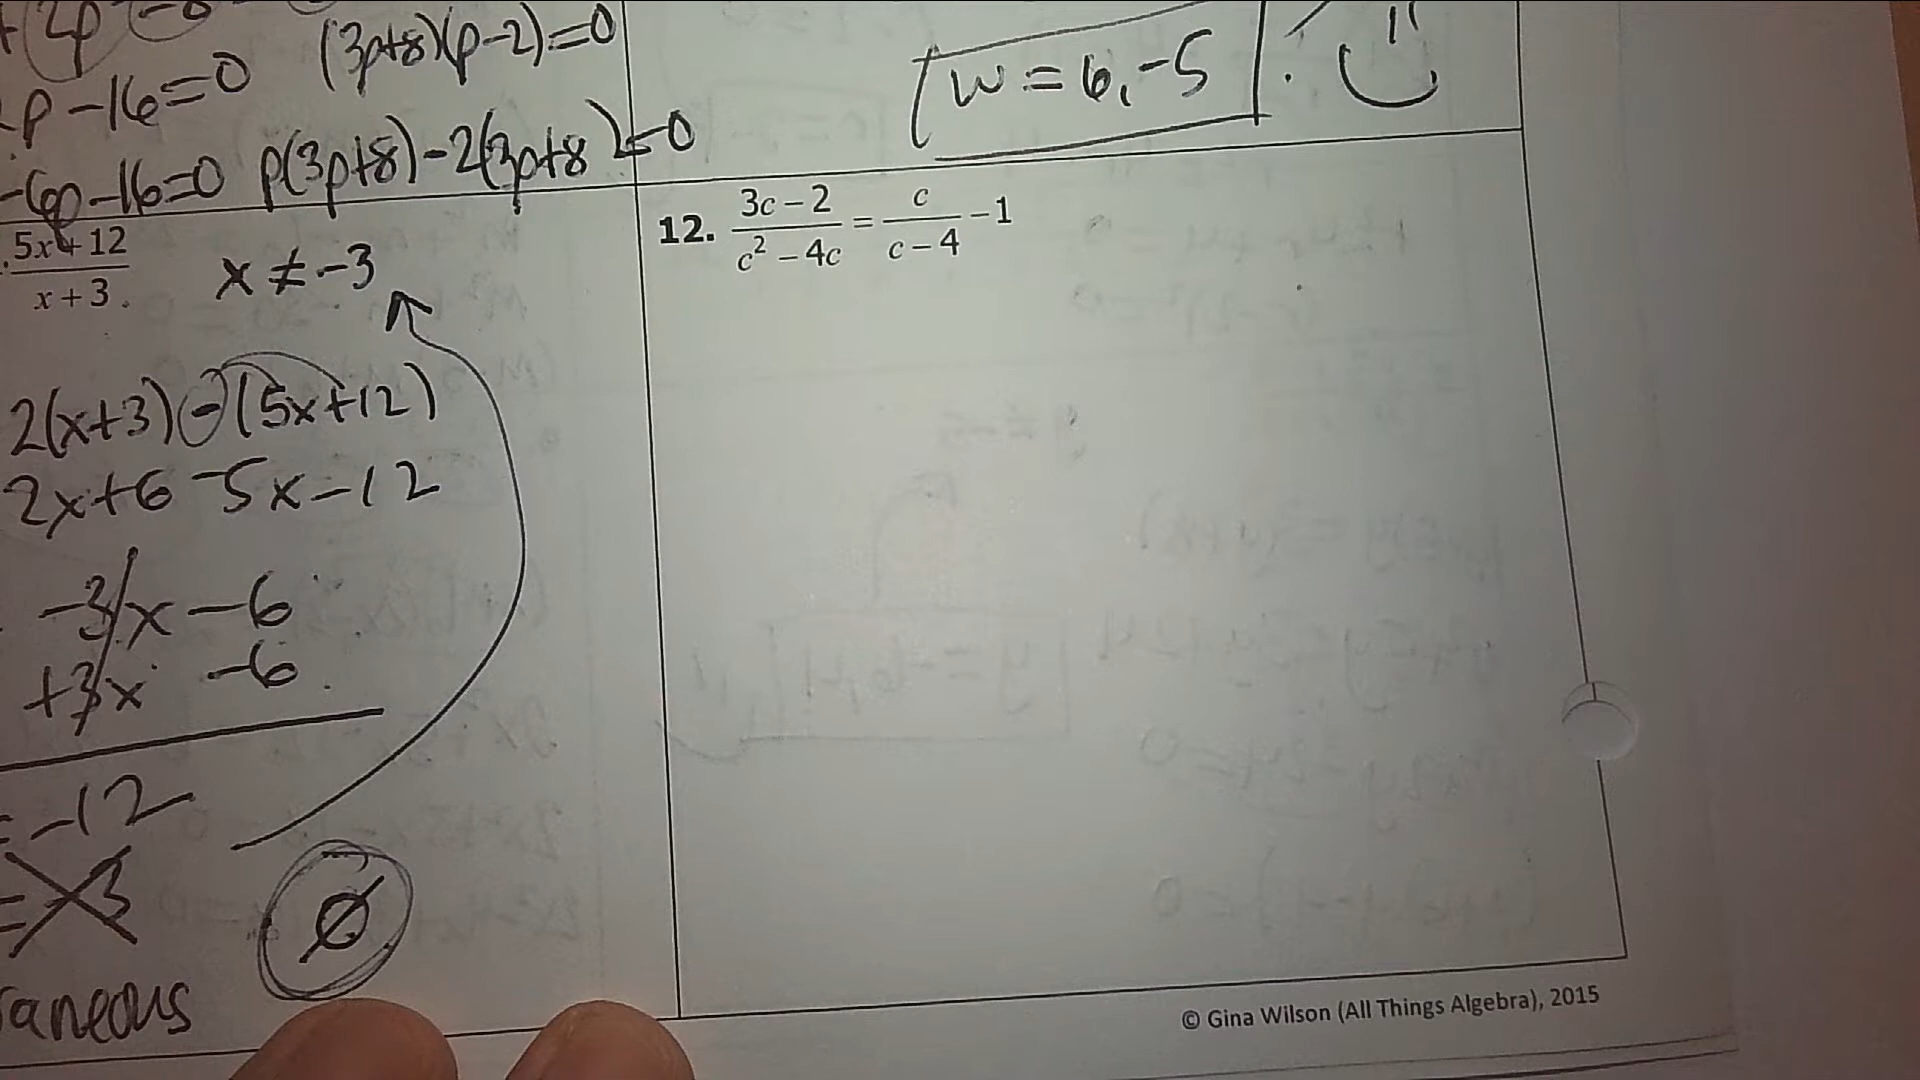 (3p+8)(p-2)=0
p-16=0
-6p-16=0 p(3p+8)-2(3p+8)=0
5x+12
x+3
x ≠ -3
2(x+3)-(5x+12)
2x+6-5x-12
-3x-6
+3x -6
=-12
Ø
w = 6, -5
12. (3c-2)/(c²-4c) = c/(c-4) -1
© Gina Wilson (All Things Algebra), 2015